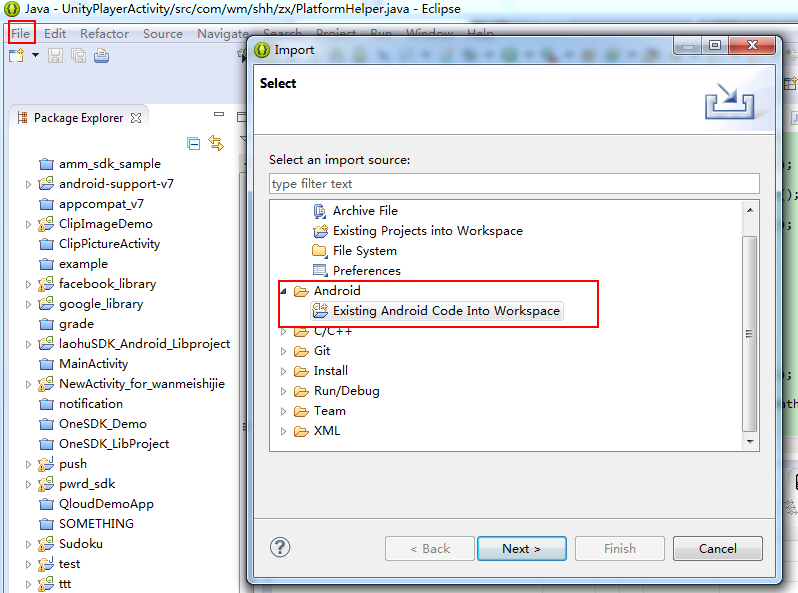 Java - UnityPlayerActivity/src/com/wm/shh/zx/PlatformHelper.java - Eclipse
File Edit Refactor Source Navigate Search Project Run Window Help
Package Explorer
amm_sdk_sample
android-support-v7
appcompat_v7
ClipImageDemo
ClipPictureActivity
example
facebook_library
google_library
grade
laohuSDK_Android_Libproject
MainActivity
NewActivity_for_wanmeishijie
notification
OneSDK_Demo
OneSDK_LibProject
push
pwrd_sdk
QloudDemoApp
SOMETHING
Sudoku
test
ttt
Import
Select
Select an import source:
type filter text
Archive File
Existing Projects into Workspace
File System
Preferences
Android
Existing Android Code Into Workspace
C/C++
Git
Install
Run/Debug
Team
XML
< Back Next > Finish Cancel